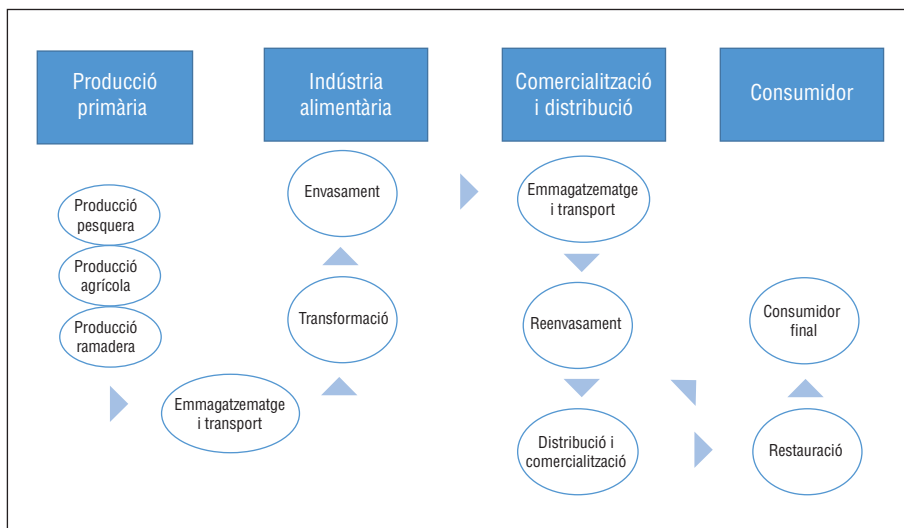 Producció
primària
Indústria
alimentària
Comercialització
i distribució
Consumidor
Producció
pesquera
Producció
agrícola
Producció
ramadera
Emmagatzematge
i transport
Envasament
Transformació
Emmagatzematge
i transport
Reenvasament
Distribució i
comercialització
Consumidor
final
Restauració